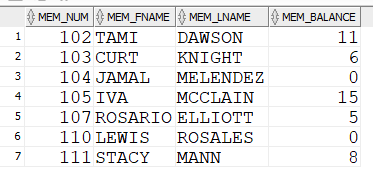 MEM_NUM MEM_FNAME MEM_LNAME MEM_BALANCE
1 102 TAMI DAWSON 11
2 103 CURT KNIGHT 6
3 104 JAMAL MELENDEZ 0
4 105 IVA MCCLAIN 15
5 107 ROSARIO ELLIOTT 5
6 110 LEWIS ROSALES 0
7 111 STACY MANN 8